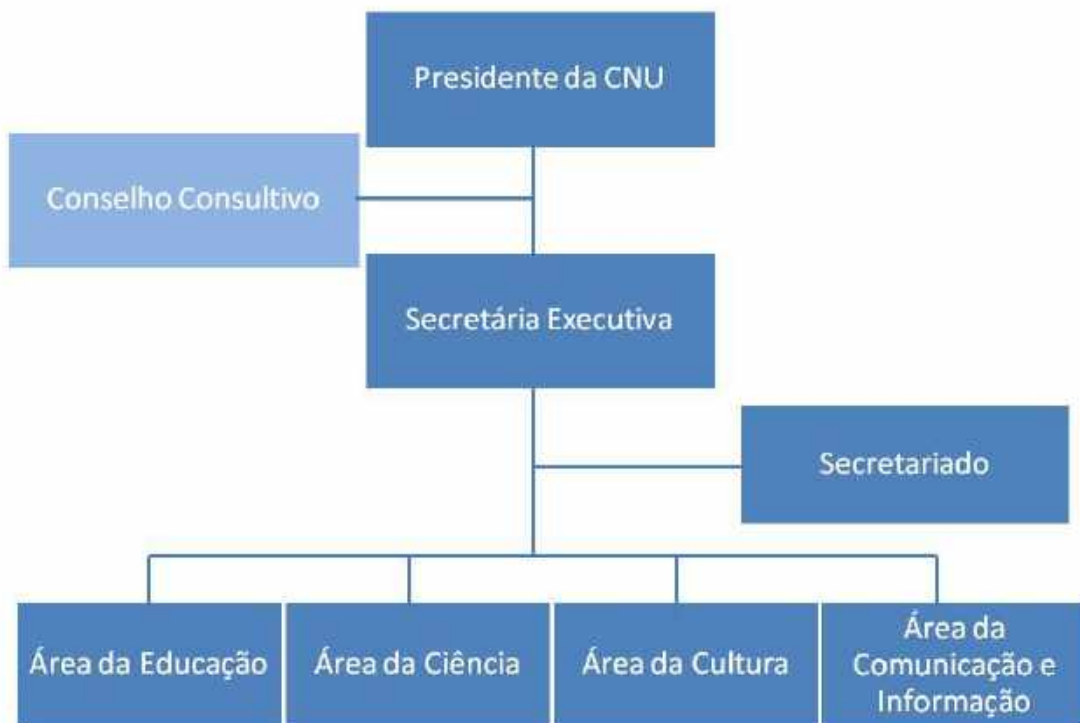 Presidente da CNU
Conselho Consultivo
Secretária Executiva
Secretariado
Área da Educação
Área da Ciência
Área da Cultura
Área da
Comunicação e
Informação